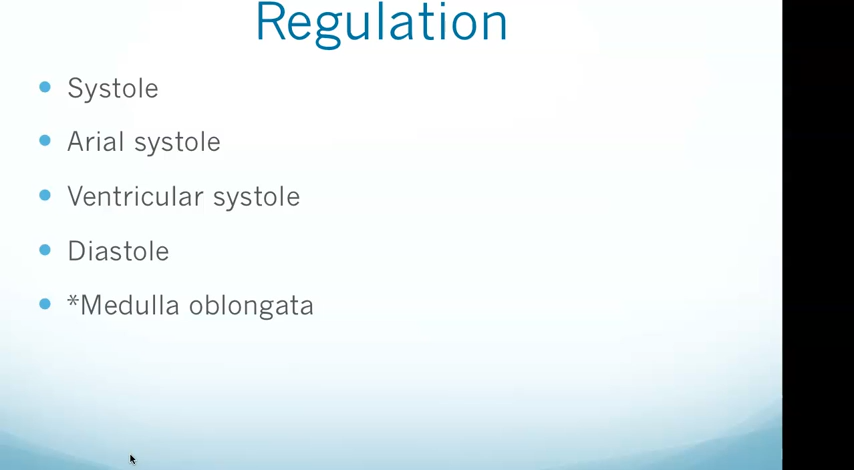 Regulation
Systole
Arial systole
Ventricular systole
Diastole
*Medulla oblongata